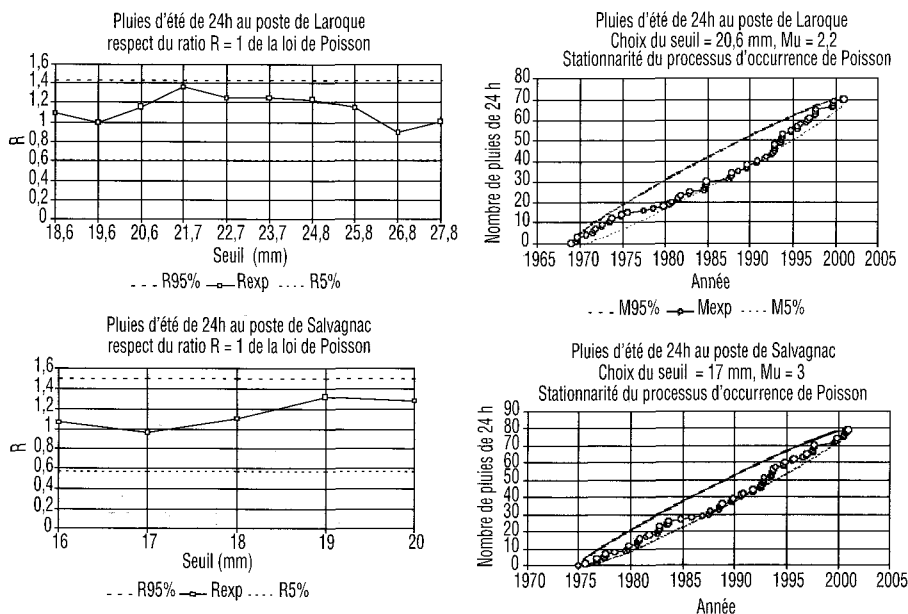 Pluies d'été de 24h au poste de Laroque
respect du ratio R = 1 de la loi de Poisson
1,6
1,4
1,2
1
0,8
0,6
0,4
0,2
0
R
18,6 19,6 20,6 21,7 22,7 23,7 24,8 25,8 26,8 27,8
Seuil (mm)
R95% Rexp R5%
Pluies d'été de 24h au poste de Laroque
Choix du seuil = 20,6 mm, Mu = 2,2
Stationnarité du processus d'occurrence de Poisson
80
70
60
50
40
30
20
10
0
Nombre de pluies de 24 h
1965 1970 1975 1980 1985 1990 1995 2000 2005
Année
M95% Mexp M5%
Pluies d'été de 24h au poste de Salvagnac
respect du ratio R = 1 de la loi de Poisson
1,6
1,4
1,2
1
0,8
0,6
0,4
0,2
0
R
16 17 18 19 20
Seuil (mm)
R95% Rexp R5%
Pluies d'été de 24h au poste de Salvagnac
Choix du seuil = 17 mm, Mu = 3
Stationnarité du processus d'occurrence de Poisson
90
80
70
60
50
40
30
20
10
0
Nombre de pluies de 24 h
1970 1975 1980 1985 1990 1995 2000 2005
Année